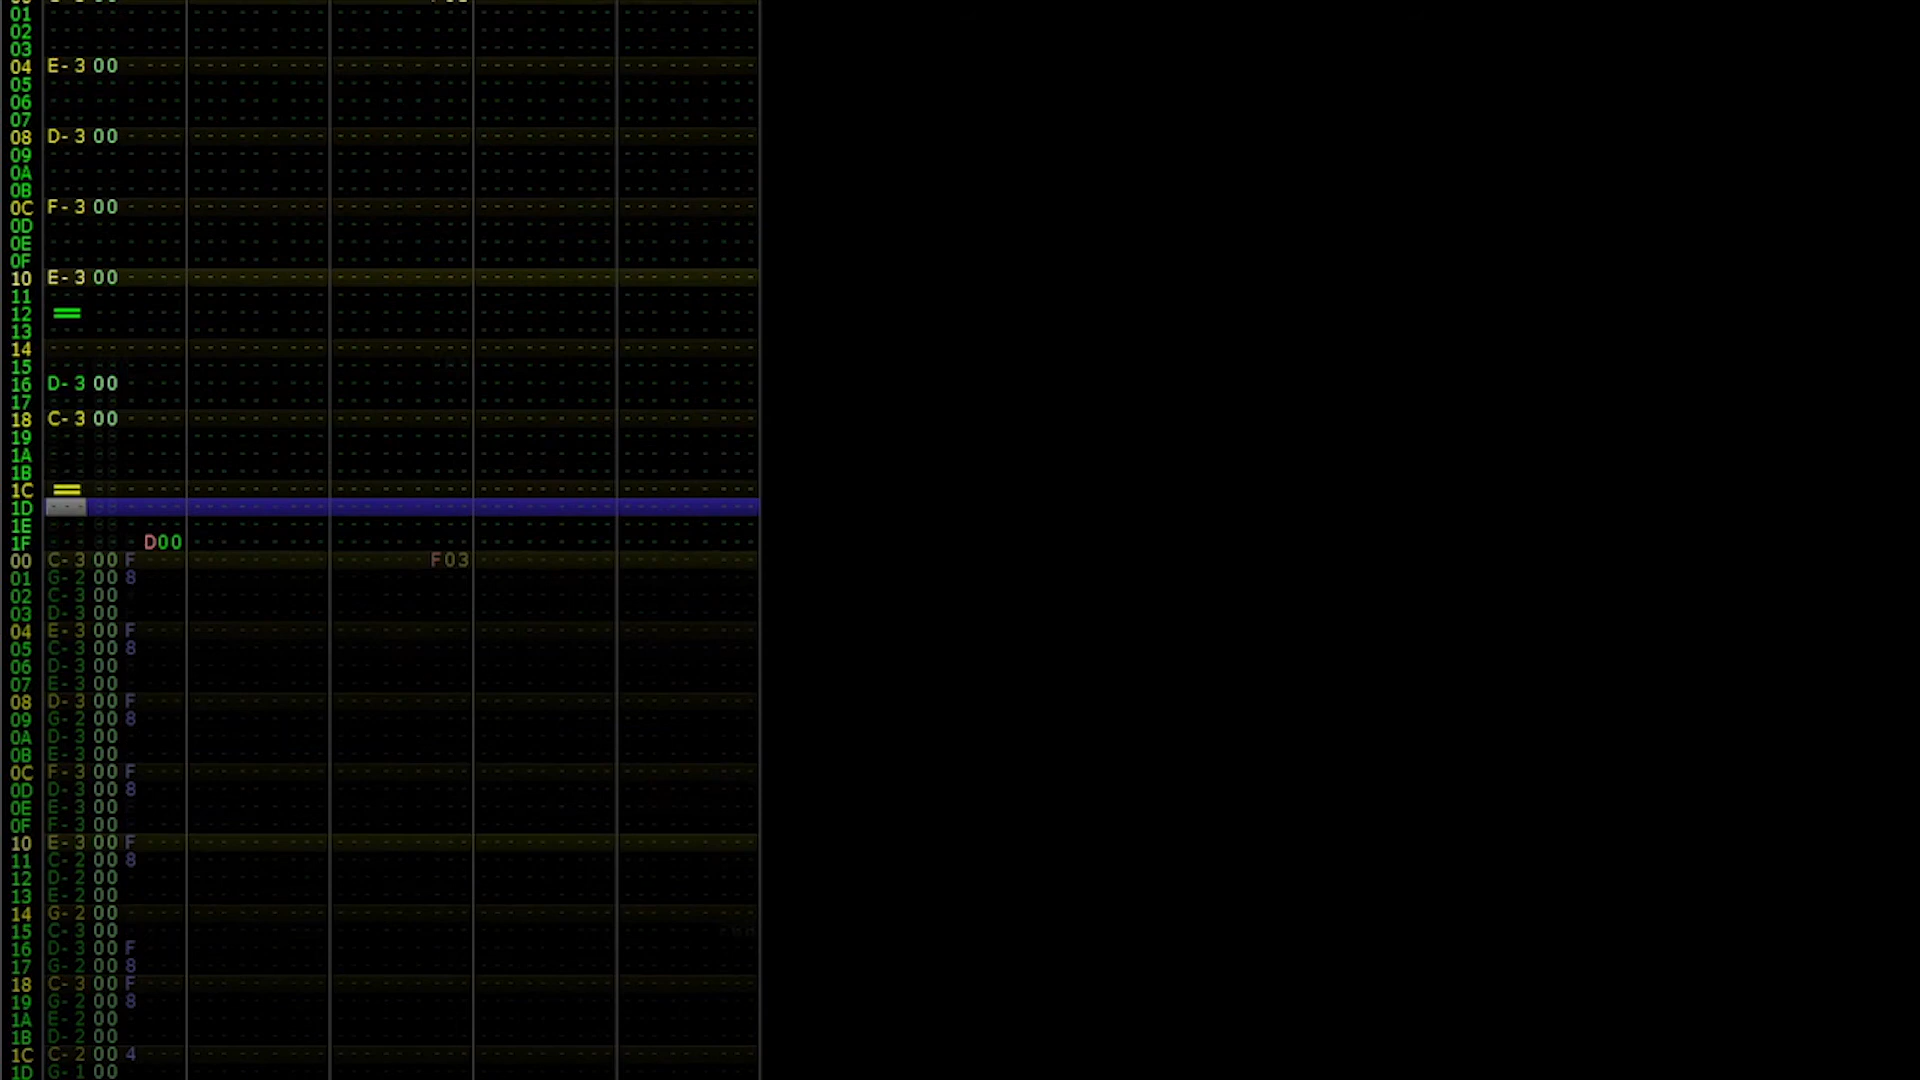 01
02
03
04 E-3 00
05
06
07
08 D-3 00
09
0A
0B
0C F-3 00
0D
0E
0F
10 E-3 00
11
12
13
14
15
16 D-3 00
17
18 C-3 00
19
1A
1B
1C
1D
1E
1F D00
00 C-3 00 F F03
01 G-2 00 8
02 C-3 00
03 D-3 00
04 E-3 00 F
05 C-3 00 8
06 D-3 00
07 E-3 00
08 D-3 00 F
09 G-2 00 8
0A D-3 00
0B E-3 00
0C F-3 00 F
0D D-3 00 8
0E E-3 00
0F F-3 00
10 E-3 00 F
11 C-2 00 8
12 D-2 00
13 E-2 00
14 G-2 00
15 C-3 00
16 D-3 00 F
17 G-2 00 8
18 C-3 00 F
19 G-2 00 8
1A E-2 00
1B D-2 00
1C C-2 00 4
1D G-1 00